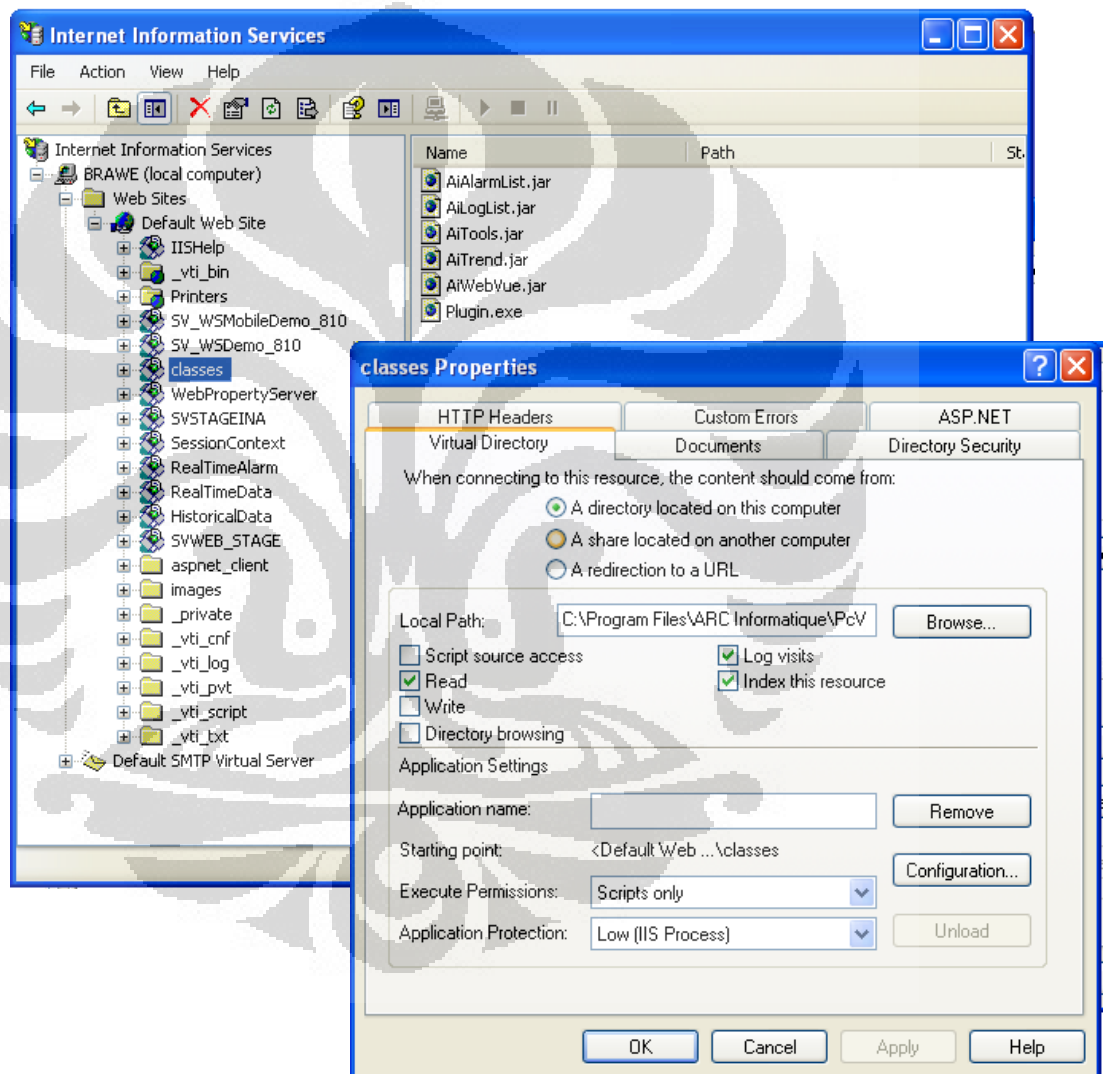 Internet Information Services
File Action View Help
Internet Information Services
BRAWE (local computer)
Web Sites
Default Web Site
IISHelp
_vti_bin
Printers
SV_WSMobileDemo_810
SV_WSDemo_810
classes
WebPropertyServer
SVSTAGEINA
SessionContext
RealTimeAlarm
RealTimeData
HistoricalData
SVWEB_STAGE
aspnet_client
images
_private
_vti_cnf
_vti_log
_vti_pvt
_vti_script
_vti_txt
Default SMTP Virtual Server
Name Path St.
AiAlarmList.jar
AiLogList.jar
AiTools.jar
AiTrend.jar
AiWebVue.jar
Plugin.exe
classes Properties
HTTP Headers Custom Errors ASP.NET
Virtual Directory Documents Directory Security
When connecting to this resource, the content should come from:
A directory located on this computer
A share located on another computer
A redirection to a URL
Local Path: C:\Program Files\ARC Informatique\PcV Browse...
Script source access Log visits
Read Index this resource
Write
Directory browsing
Application Settings
Application name: Remove
Starting point: <Default Web ...\classes
Configuration...
Execute Permissions: Scripts only
Application Protection: Low (IIS Process) Unload
OK Cancel Apply Help